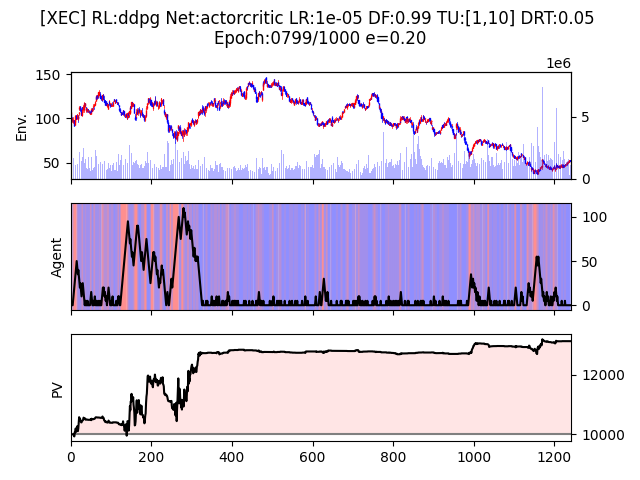 [XEC] RL:ddpg Net:actorcritic LR:1e-05 DF:0.99 TU:[1,10] DRT:0.05
Epoch:0799/1000 e=0.20
1e6
150
100
50
Env.
5
0
Agent
100
50
0
PV
12000
10000
0 200 400 600 800 1000 1200